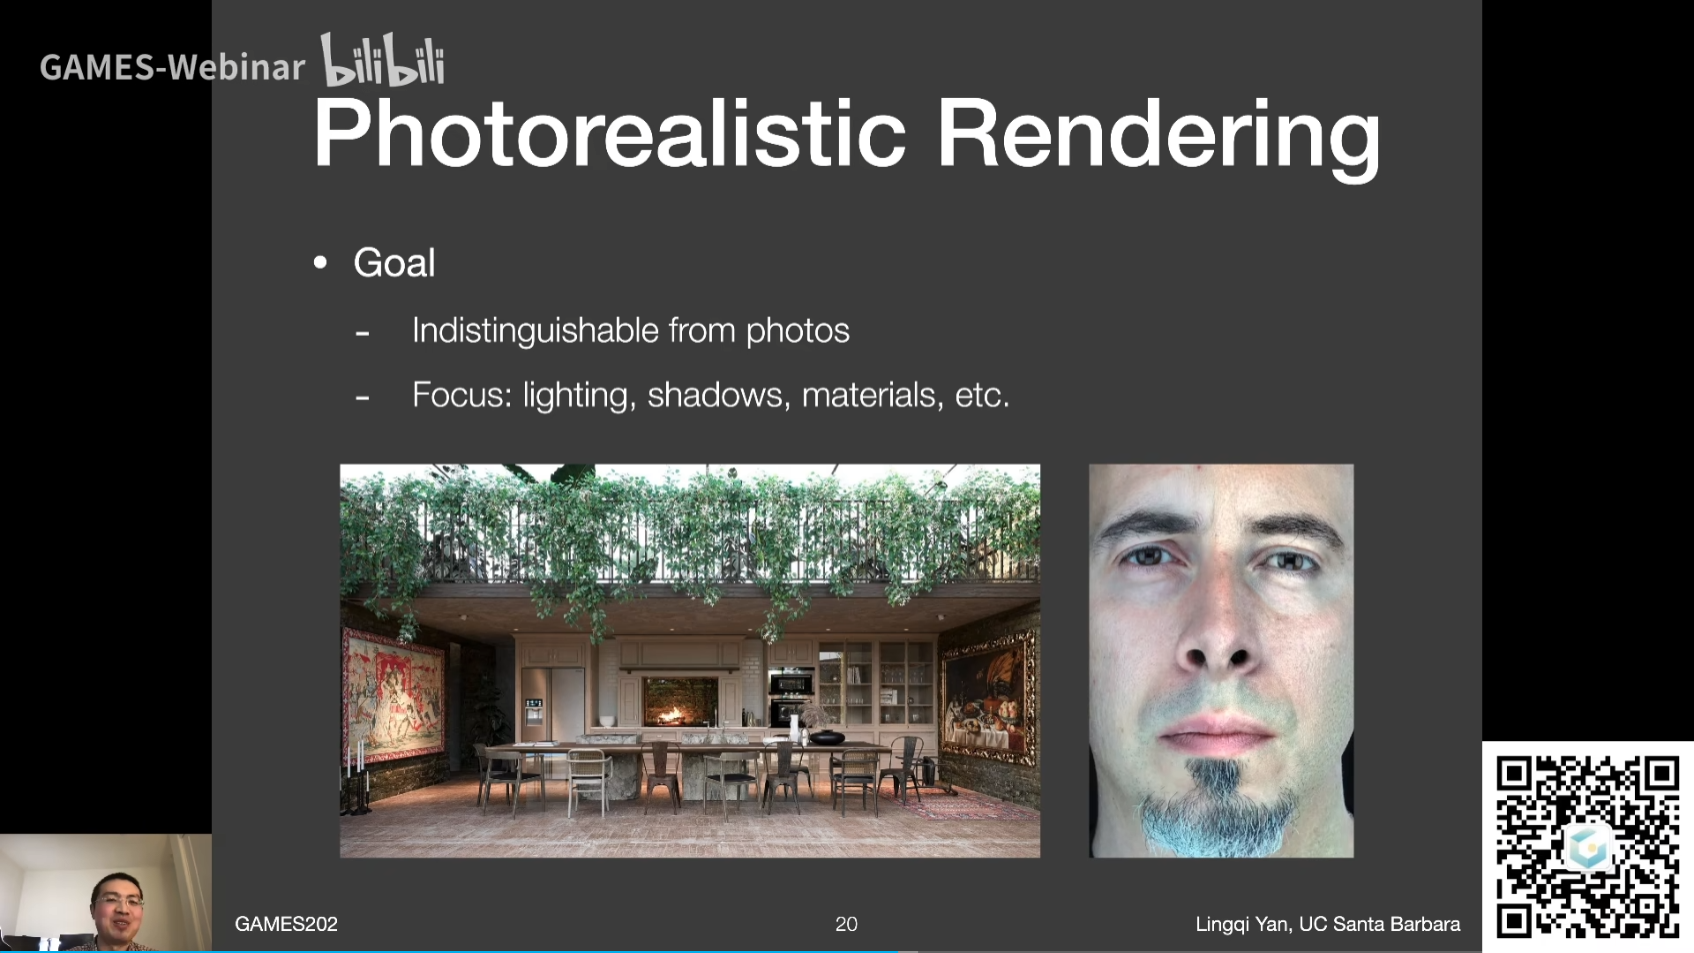 GAMES-Webinar bilibili
Photorealistic Rendering
• Goal
- Indistinguishable from photos
- Focus: lighting, shadows, materials, etc.
GAMES202
20
Lingqi Yan, UC Santa Barbara